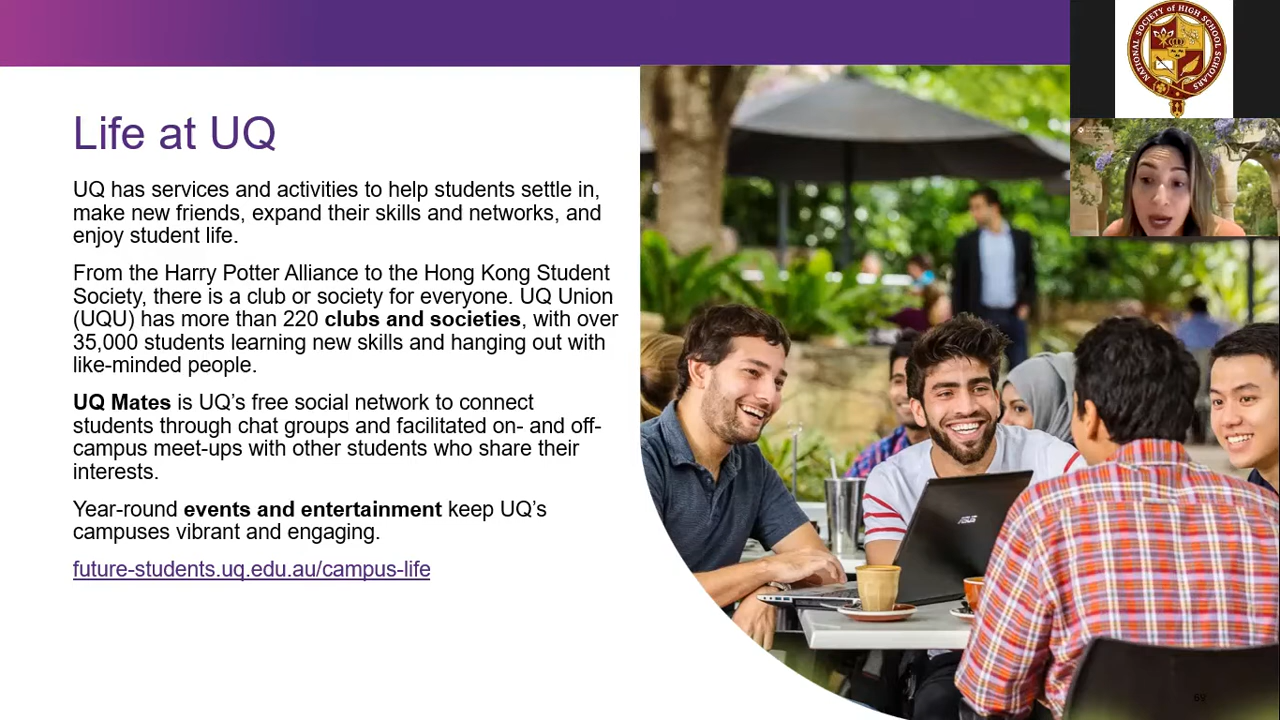 Life at UQ
UQ has services and activities to help students settle in,
make new friends, expand their skills and networks, and
enjoy student life.
From the Harry Potter Alliance to the Hong Kong Student
Society, there is a club or society for everyone. UQ Union
(UQU) has more than 220 clubs and societies, with over
35,000 students learning new skills and hanging out with
like-minded people.
UQ Mates is UQ’s free social network to connect
students through chat groups and facilitated on- and off-
campus meet-ups with other students who share their
interests.
Year-round events and entertainment keep UQ’s
campuses vibrant and engaging.
future-students.uq.edu.au/campus-life
NATIONAL SOCIETY of HIGH SCHOOL SCHOLARS
ASUS